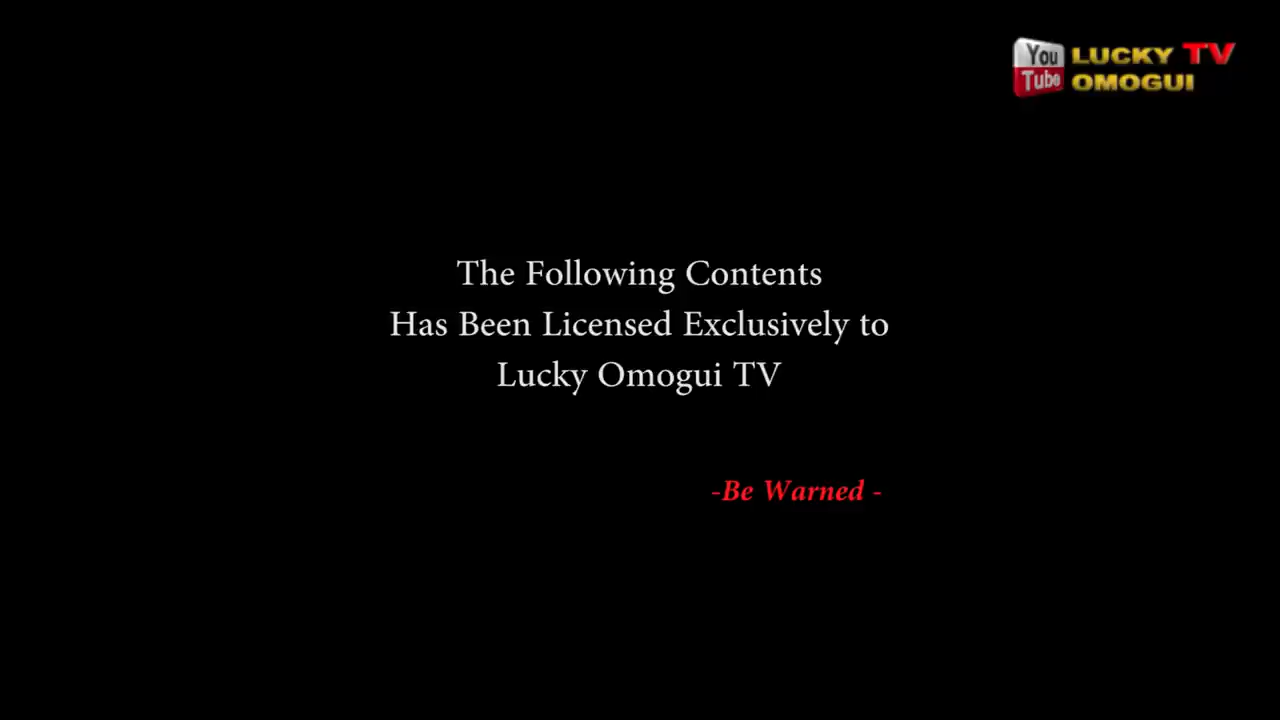 You LUCKY TV
Tube OMOGUI
The Following Contents
Has Been Licensed Exclusively to
Lucky Omogui TV
-Be Warned -